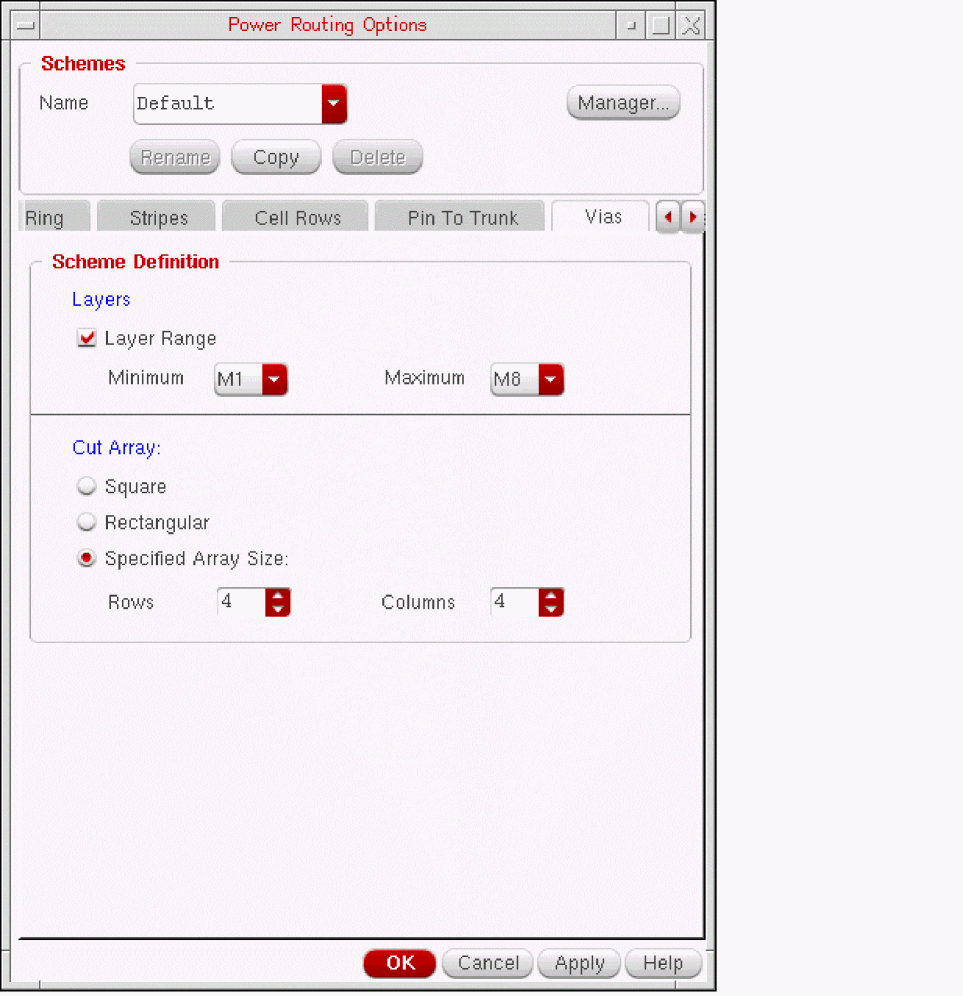 Power Routing Options
Schemes
Name Default Manager...
Rename Copy Delete
Ring Stripes Cell Rows Pin To Trunk Vias
Scheme Definition
Layers
Layer Range
Minimum M1 Maximum M8
Cut Array:
Square
Rectangular
Specified Array Size:
Rows 4 Columns 4
OK Cancel Apply Help